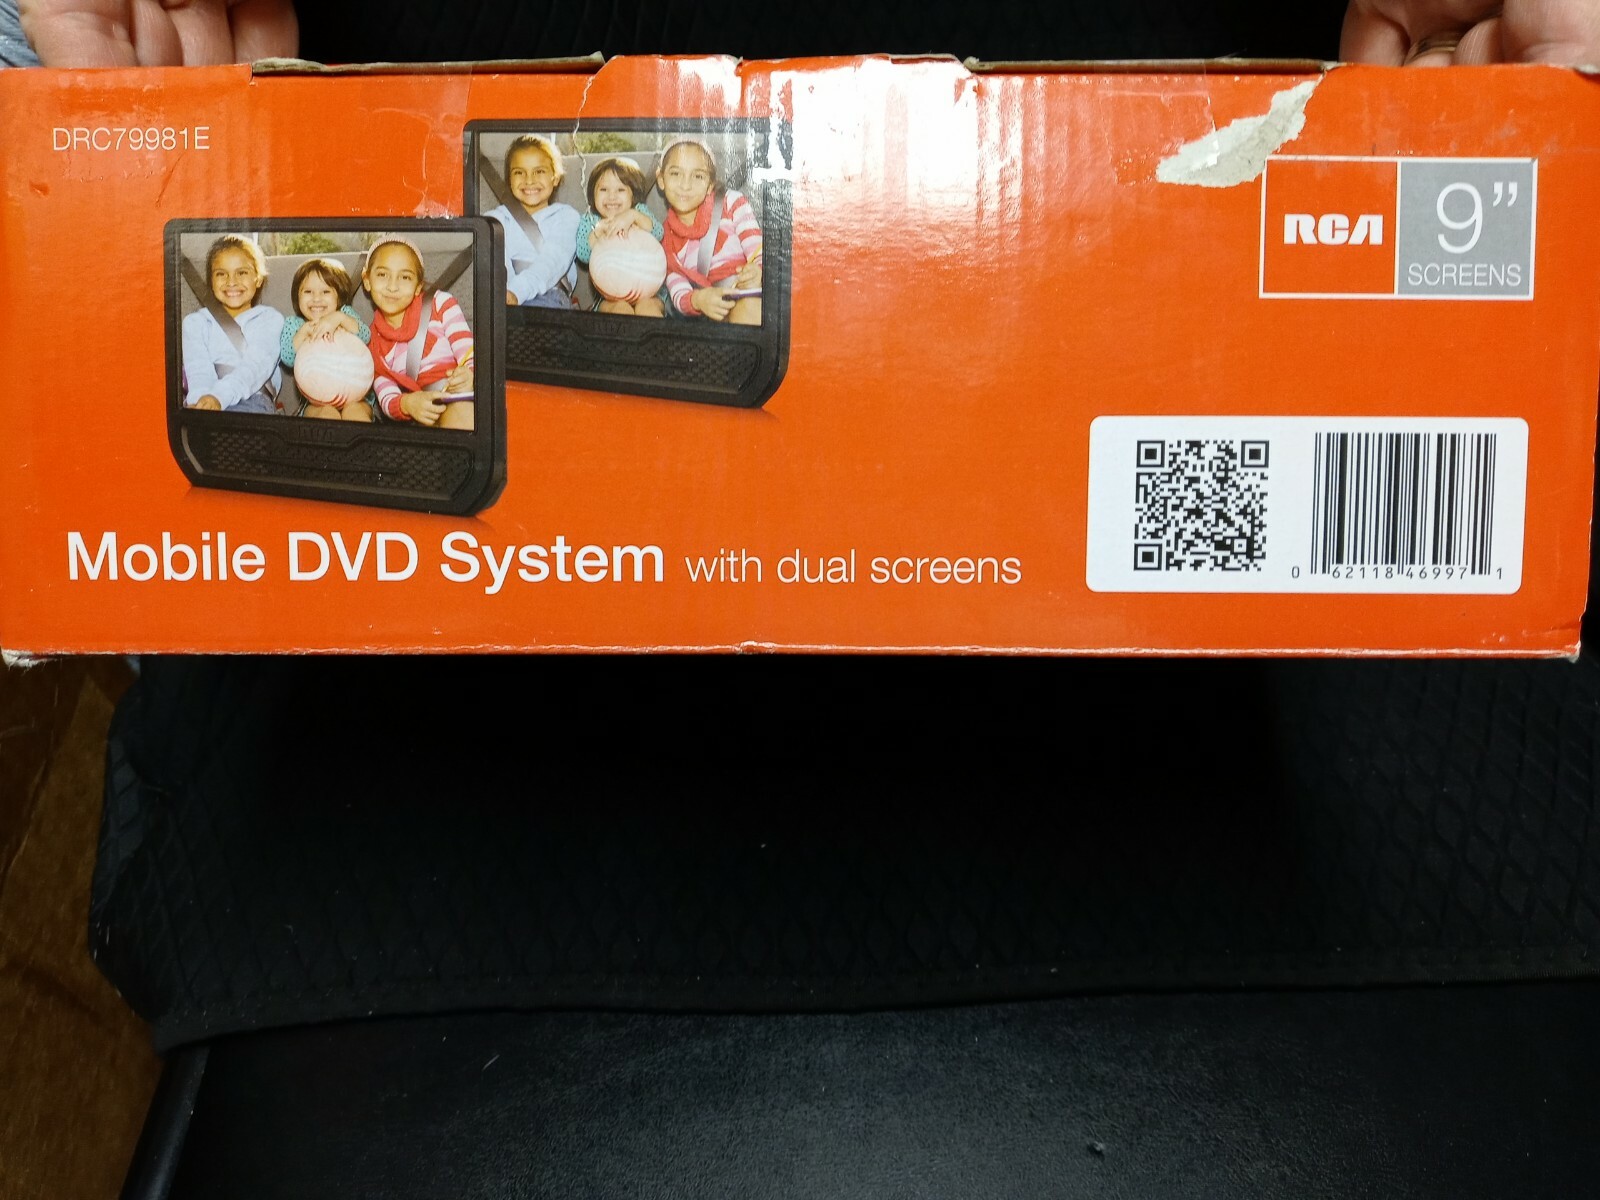 DRC79981E
RCA
9”
SCREENS
Mobile DVD System with dual screens
0 62118 46997 1